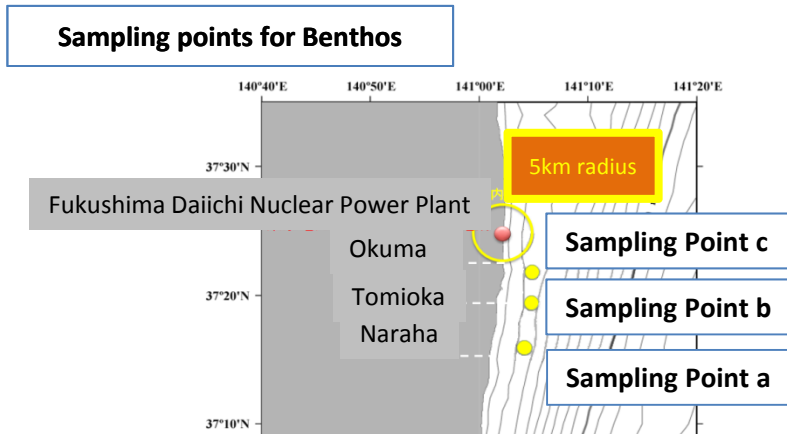 Sampling points for Benthos
140°40'E 140°50'E 141°00'E 141°10'E 141°20'E
37°30'N
5km radius
内
Fukushima Daiichi Nuclear Power Plant
Okuma
Sampling Point c
37°20'N
Tomioka
Sampling Point b
Naraha
Sampling Point a
37°10'N